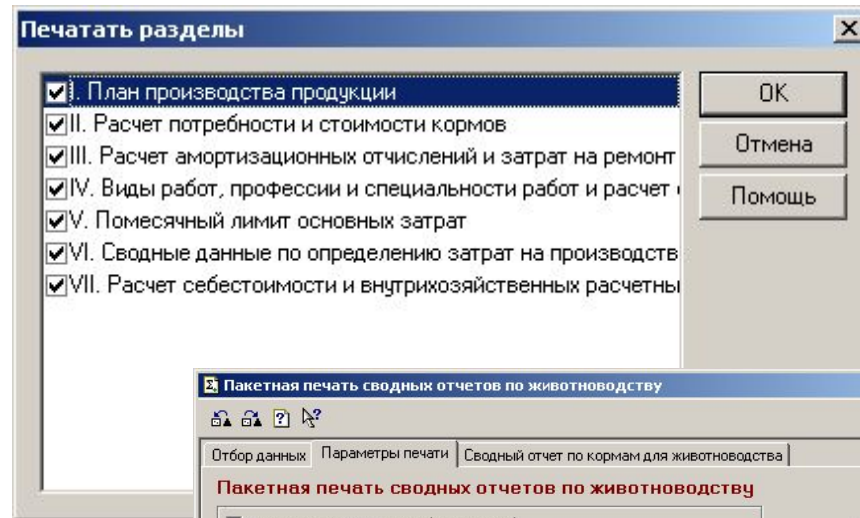 Печатать разделы
I. План производства продукции
II. Расчет потребности и стоимости кормов
III. Расчет амортизационных отчислений и затрат на ремонт
IV. Виды работ, профессии и специальности работ и расчет
V. Помесячный лимит основных затрат
VI. Сводные данные по определению затрат на производств
VII. Расчет себестоимости и внутрихозяйственных расчетны
OK
Отмена
Помощь
Пакетная печать сводных отчетов по животноводству
Отбор данных Параметры печати Сводный отчет по кормам для животноводства
Пакетная печать сводных отчетов по животноводству